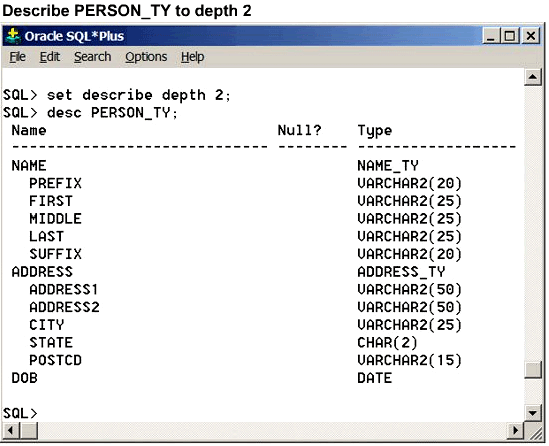 Describe PERSON_TY to depth 2
Oracle SQL*Plus
File Edit Search Options Help
SQL> set describe depth 2;
SQL> desc PERSON_TY;
Name Null? Type
----------------------------- -------- ------------------
NAME NAME_TY
PREFIX VARCHAR2(20)
FIRST VARCHAR2(25)
MIDDLE VARCHAR2(25)
LAST VARCHAR2(25)
SUFFIX VARCHAR2(20)
ADDRESS ADDRESS_TY
ADDRESS1 VARCHAR2(50)
ADDRESS2 VARCHAR2(50)
CITY VARCHAR2(25)
STATE CHAR(2)
POSTCD VARCHAR2(15)
DOB DATE
SQL>